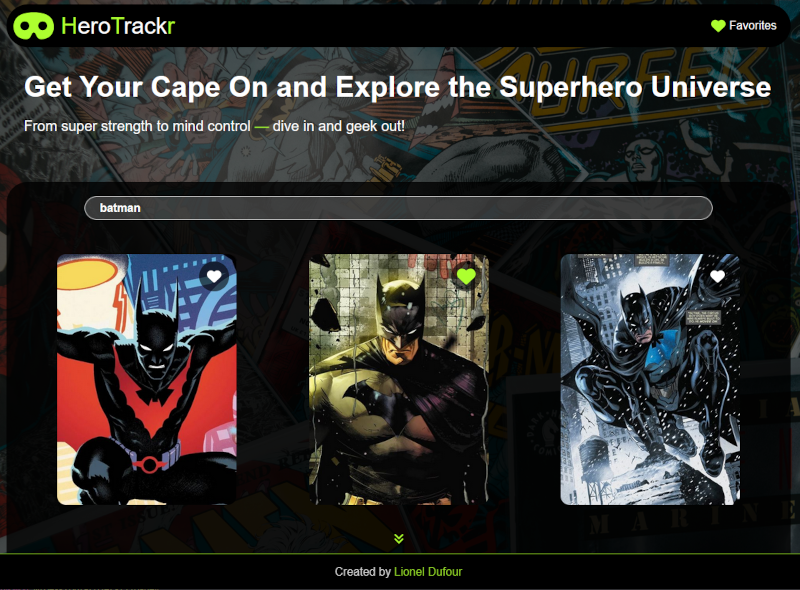 HeroTrackr
Favorites
Get Your Cape On and Explore the Superhero Universe
From super strength to mind control — dive in and geek out!
batman
Created by Lionel Dufour